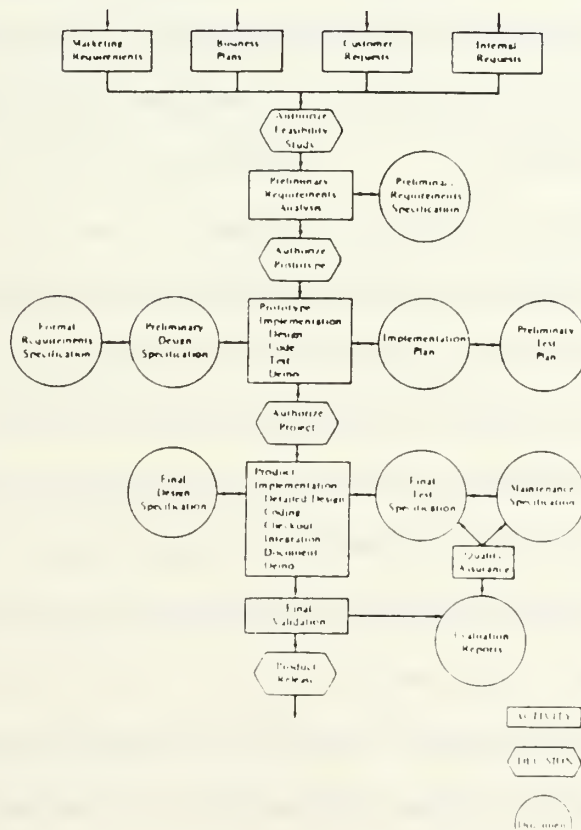 Marketing
Requirements
Business
Plans
Customer
Requests
Internal
Requests
Authorize
Feasibility
Study
Preliminary
Requirements
Analysis
Preliminary
Requirements
Specification
Authorize
Prototype
Formal
Requirements
Specification
Preliminary
Design
Specification
Prototype
Implementation
Design
Code
Test
Demo
Implementation
Plan
Preliminary
Test
Plan
Authorize
Project
Final
Design
Specification
Product
Implementation
Detailed Design
Coding
Checkout
Integration
Document
Demo
Final
Test
Specification
Maintenance
Specification
Quality
Assurance
Final
Validation
Evaluation
Reports
Product
Release
ACTIVITY
DECISION